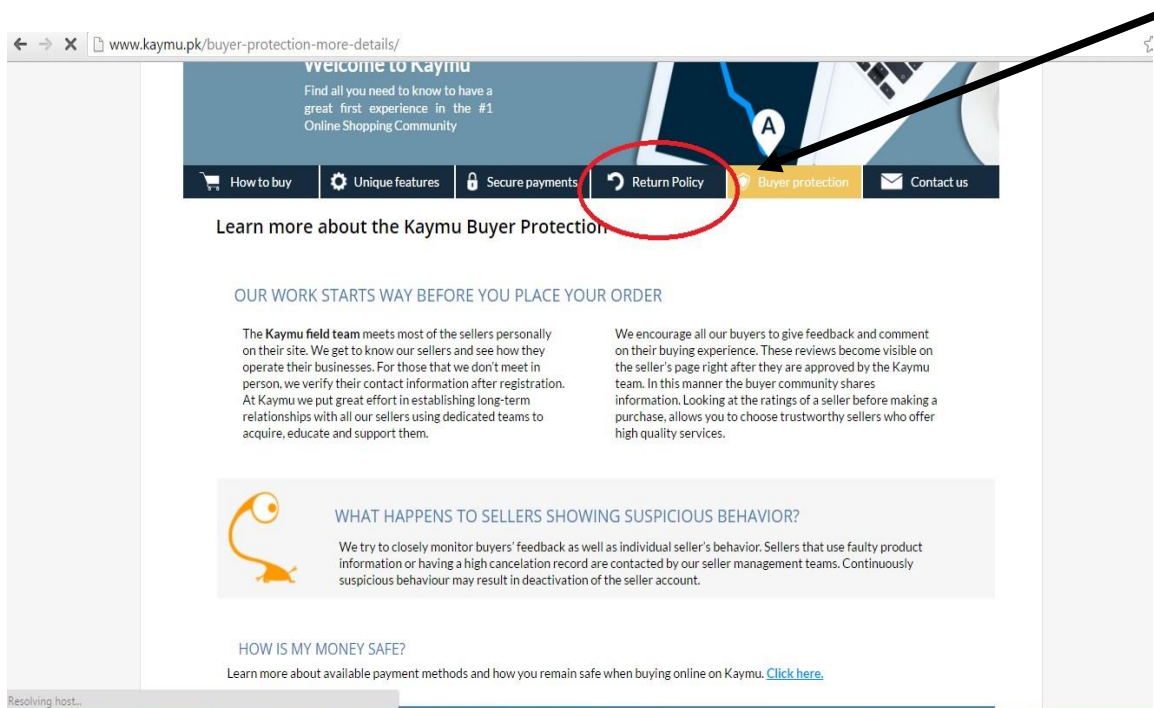 www.kaymu.pk/buyer-protection-more-details/
Welcome to Kaymu
Find all you need to know to have a
great first experience in the #1
Online Shopping Community
A
How to buy Unique features Secure payments Return Policy Buyer protection Contact us
Learn more about the Kaymu Buyer Protection
OUR WORK STARTS WAY BEFORE YOU PLACE YOUR ORDER
The Kaymu field team meets most of the sellers personally
on their site. We get to know our sellers and see how they
operate their businesses. For those that we don't meet in
person, we verify their contact information after registration.
At Kaymu we put great effort in establishing long-term
relationships with all our sellers using dedicated teams to
acquire, educate and support them.
We encourage all our buyers to give feedback and comment
on their buying experience. These reviews become visible on
the seller's page right after they are approved by the Kaymu
team. In this manner the buyer community shares
information. Looking at the ratings of a seller before making a
purchase, allows you to choose trustworthy sellers who offer
high quality services.
WHAT HAPPENS TO SELLERS SHOWING SUSPICIOUS BEHAVIOR?
We try to closely monitor buyers' feedback as well as individual seller's behavior. Sellers that use faulty product
information or having a high cancelation record are contacted by our seller management teams. Continuously
suspicious behaviour may result in deactivation of the seller account.
HOW IS MY MONEY SAFE?
Learn more about available payment methods and how you remain safe when buying online on Kaymu. Click here.
Resolving host...